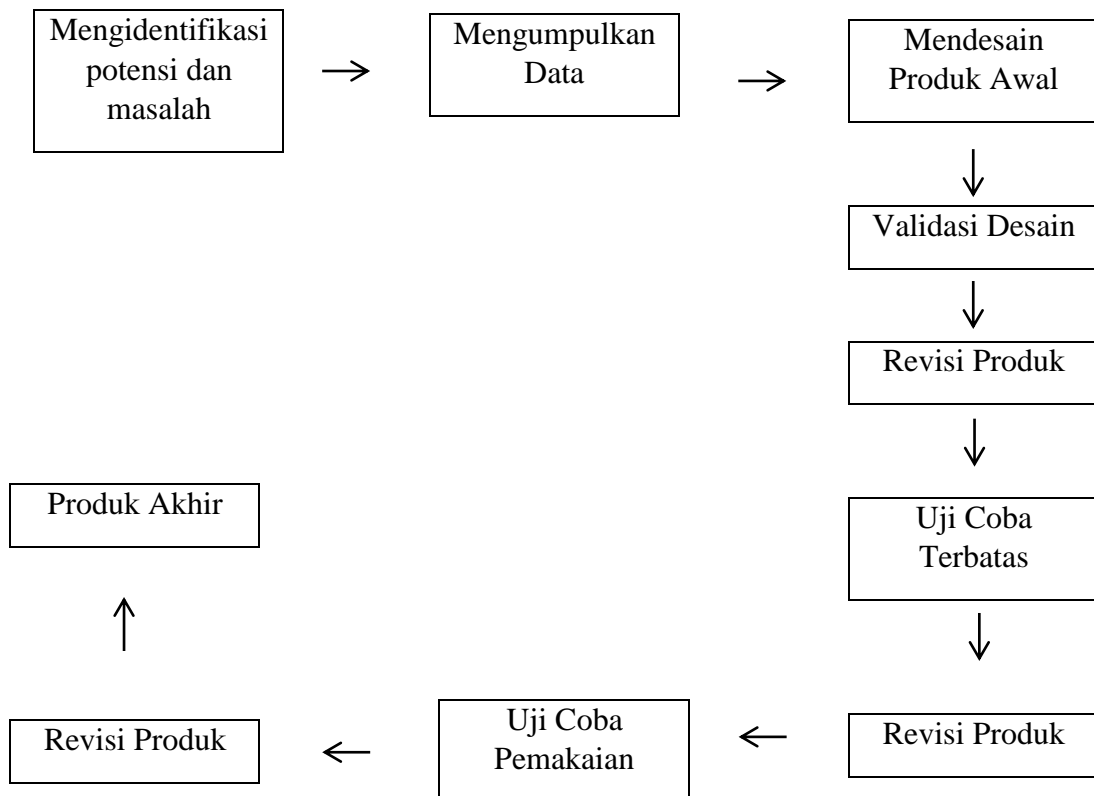 Mengidentifikasi
potensi dan
masalah
Mengumpulkan
Data
Mendesain
Produk Awal
Validasi Desain
Revisi Produk
Uji Coba
Terbatas
Revisi Produk
Uji Coba
Pemakaian
Revisi Produk
Produk Akhir